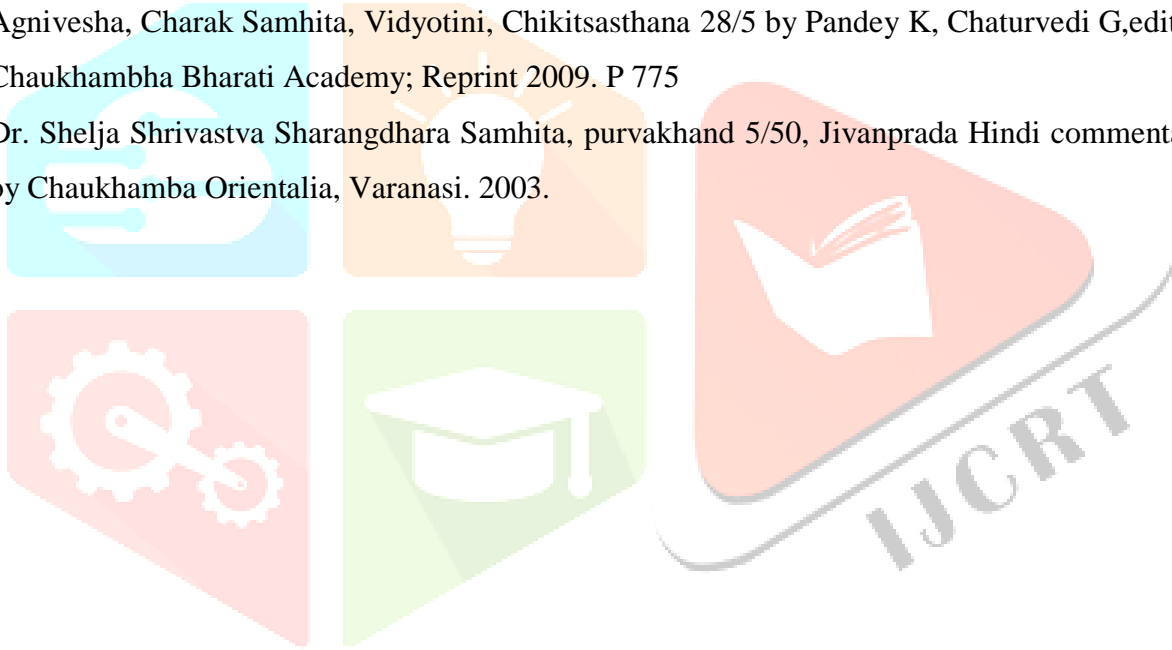 Agnivesha, Charak Samhita, Vidyotini, Chikitsasthana 28/5 by Pandey K, Chaturvedi G,edit
Chaukhambha Bharati Academy; Reprint 2009. P 775
Dr. Shelja Shrivastva Sharangdhara Samhita, purvakhand 5/50, Jivanprada Hindi commenta
by Chaukhamba Orientalia, Varanasi. 2003.
IJCRT